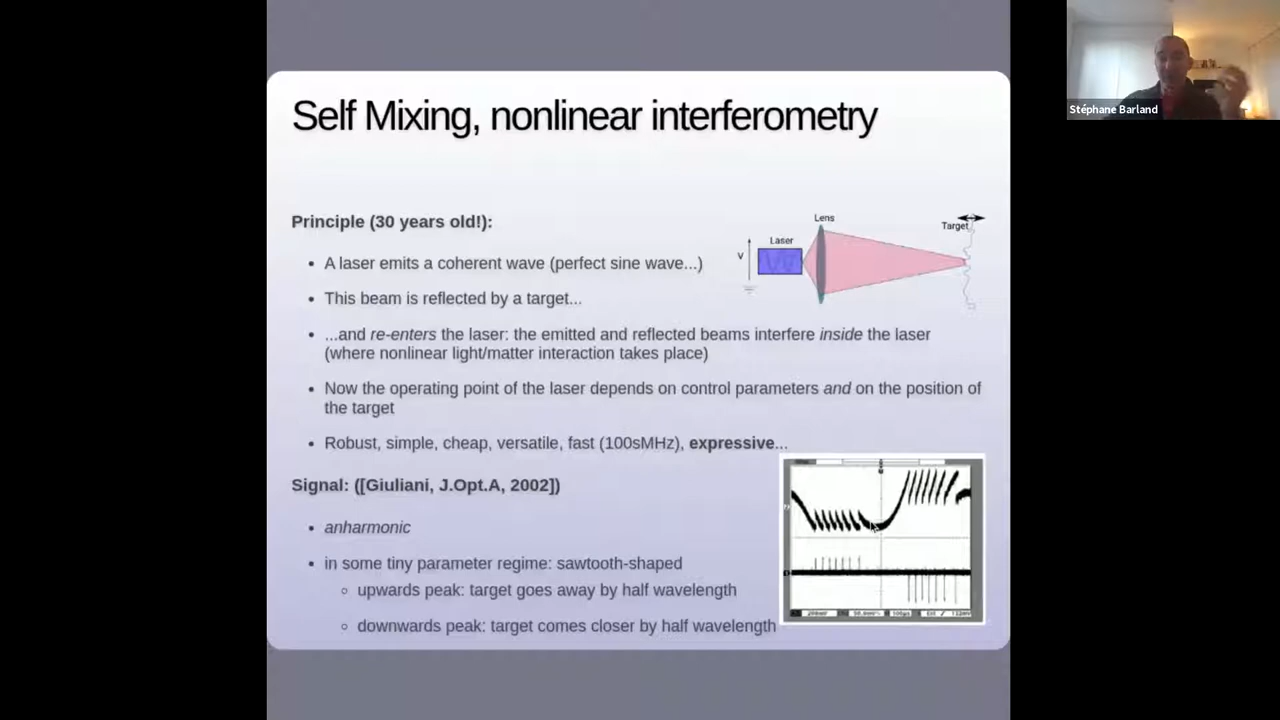 Stéphane Barland
Self Mixing, nonlinear interferometry
Principle (30 years old!):
Lens
Target
Laser
V
• A laser emits a coherent wave (perfect sine wave...)
• This beam is reflected by a target...
• ...and re-enters the laser: the emitted and reflected beams interfere inside the laser
(where nonlinear light/matter interaction takes place)
• Now the operating point of the laser depends on control parameters and on the position of
the target
• Robust, simple, cheap, versatile, fast (100sMHz), expressive...
Signal: ([Giuliani, J.Opt.A, 2002])
• anharmonic
• in some tiny parameter regime: sawtooth-shaped
◦ upwards peak: target goes away by half wavelength
◦ downwards peak: target comes closer by half wavelength